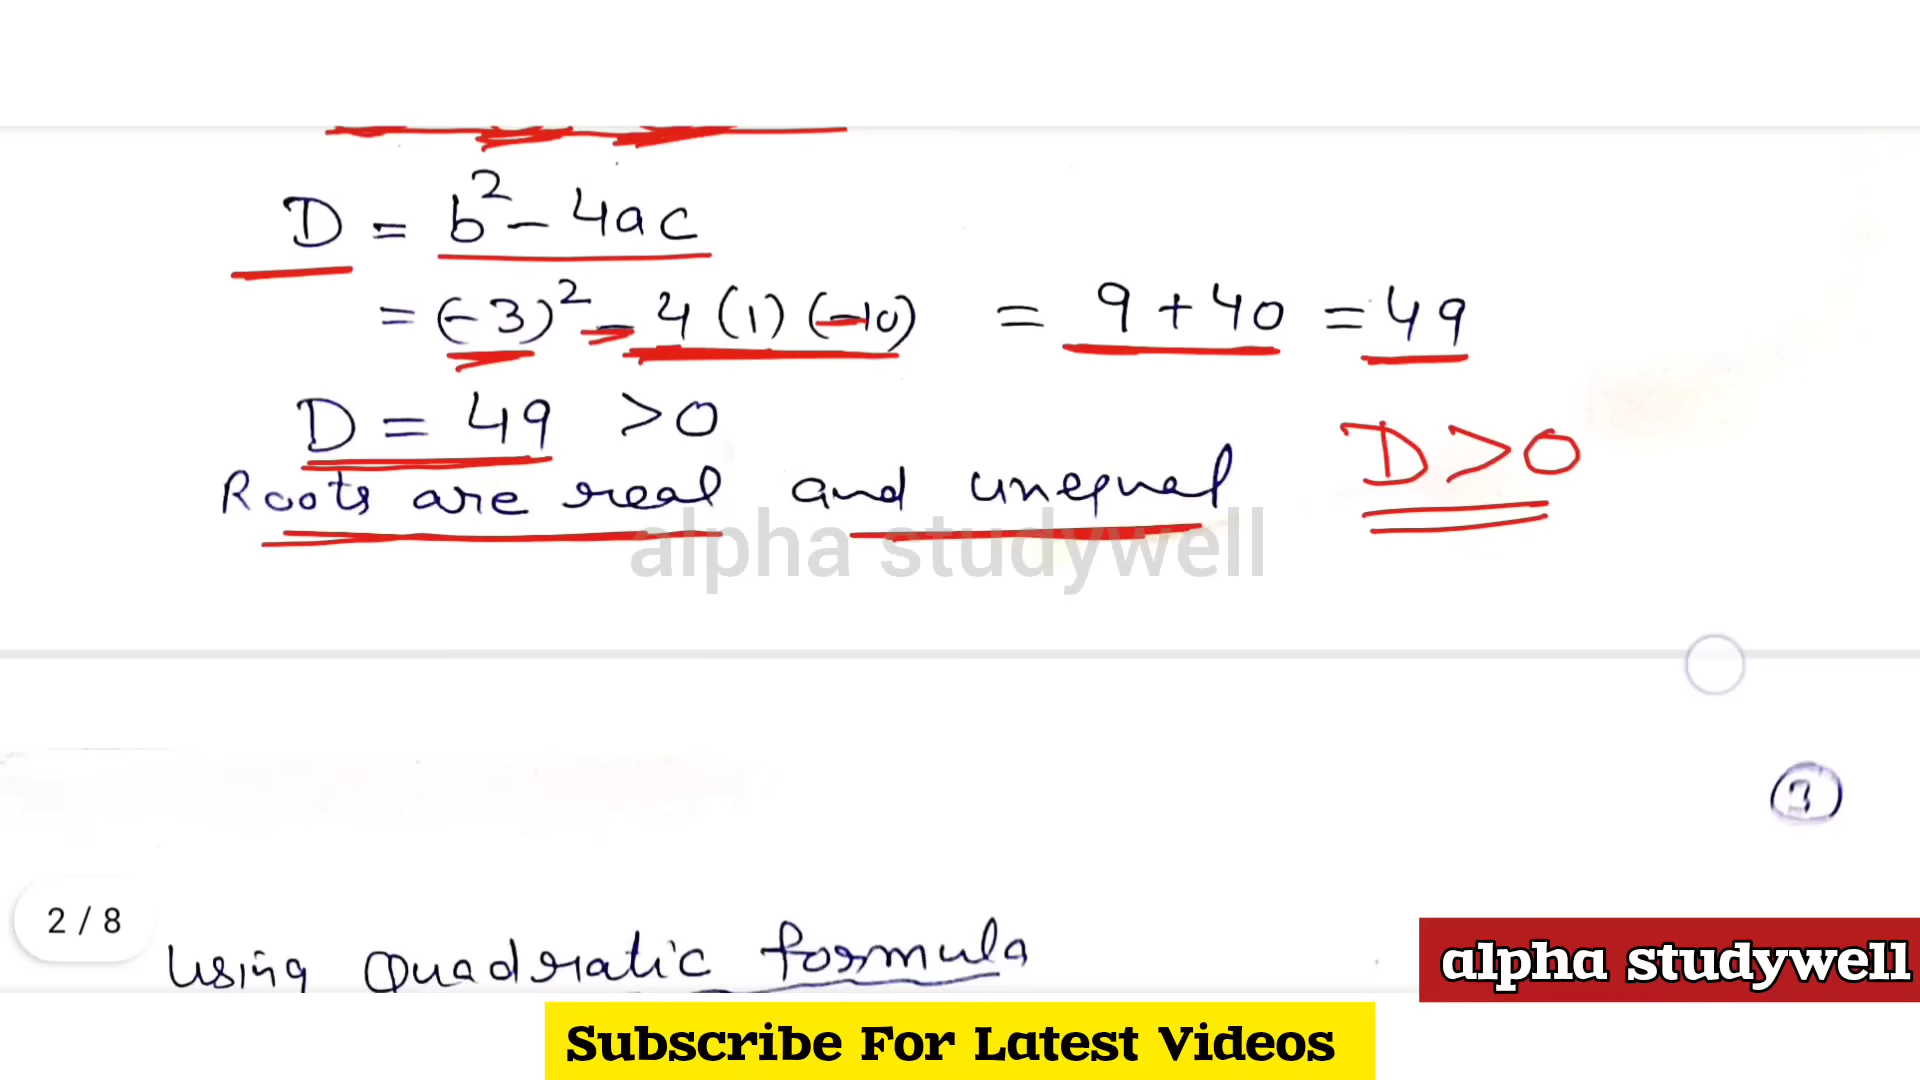 D = b² - 4ac
= (-3)² - 4 (1) (-10) = 9 + 40 = 49
D = 49 >0
D>0
Roots are real and unequal
alpha studywell
3
2 / 8
using quadratic formula
alpha studywell
Subscribe For Latest Videos